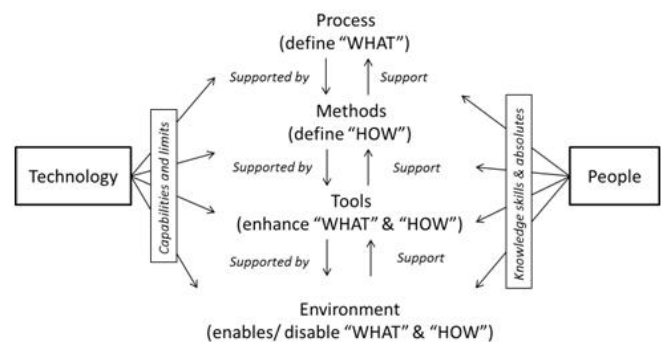 Process
(define “WHAT”)
Supported by
Support
Methods
(define “HOW”)
Technology
Capabilities and limits
Supported by
Support
Knowledge skills & absolutes
People
Tools
(enhance “WHAT” & “HOW”)
Supported by
Support
Environment
(enables/ disable “WHAT” & “HOW”)